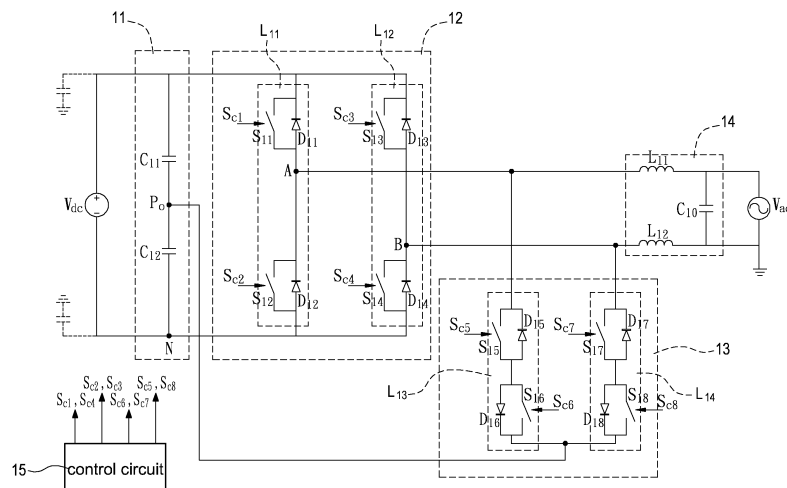 11
L11
L12
12
Sc1
S11
D11
Sc3
S13
D13
14
C11
A
L11
Vdc
Po
C10
Vac
C12
B
L12
Sc2
S12
D12
Sc4
S14
D14
N
Sc5
S15
D15
Sc7
S17
D17
13
L13
L14
Sc2, Sc3
Sc5, Sc8
Sc1, Sc4
Sc6, Sc7
D16
S16
Sc6
D18
S18
Sc8
15
control circuit